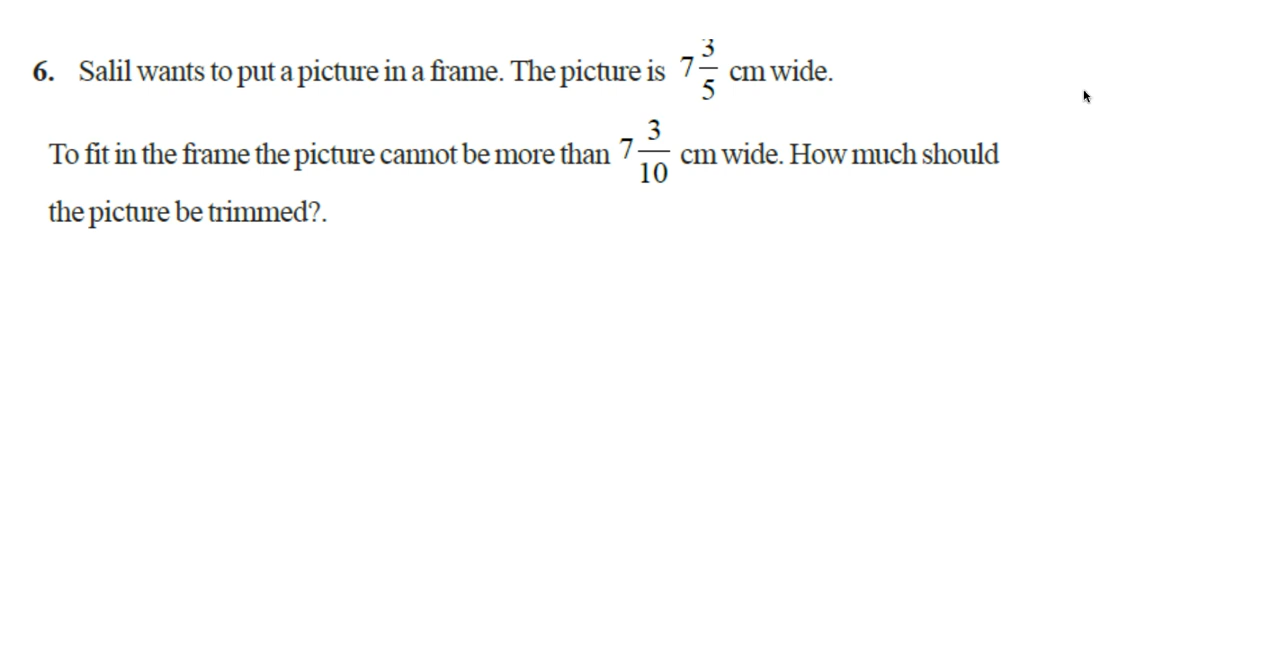 6. Salil wants to put a picture in a frame. The picture is 7 3/5 cm wide.
To fit in the frame the picture cannot be more than 7 3/10 cm wide. How much should
the picture be trimmed?.